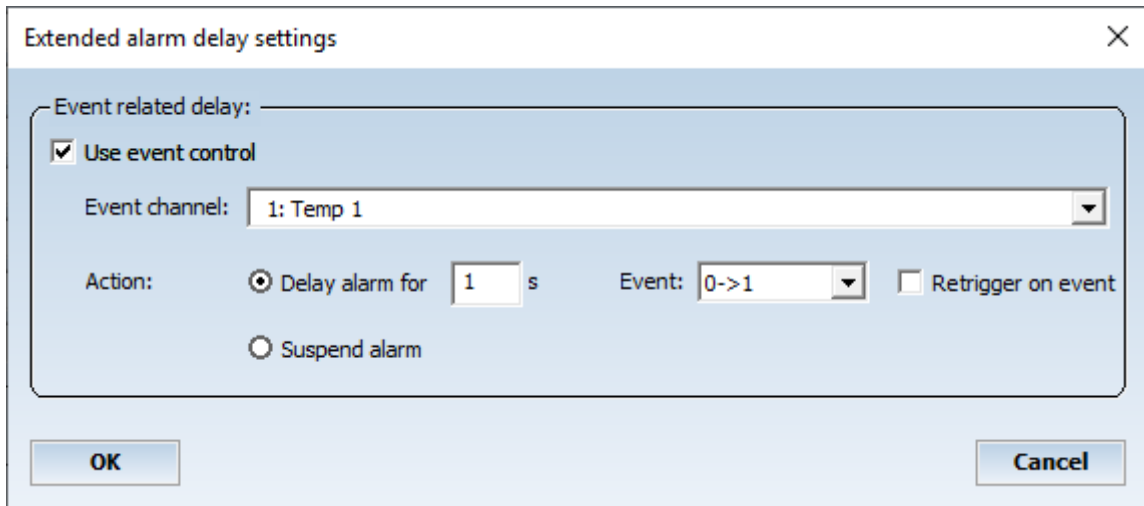 Extended alarm delay settings
Event related delay:
Use event control
Event channel: 1: Temp 1
Action: Delay alarm for 1 s Event: 0->1 Retrigger on event
Suspend alarm
OK Cancel